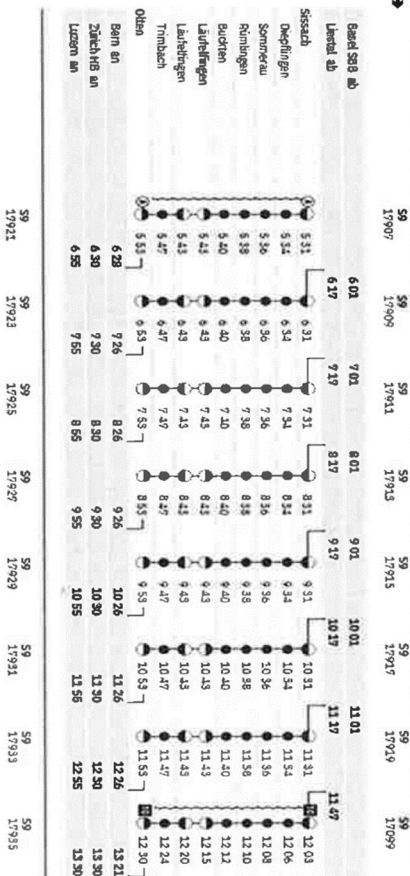 S9 S9 S9 S9 S9 S9 S9 S9
17907 17909 17911 17913 17915 17917 17919 17099
Basel SBB ab 6 01 7 01 8 01 9 01 10 01 11 01
Liestal ab 6 17 7 17 8 17 9 17 10 17 11 17 11 47
Sissach 5 31 6 31 7 31 8 31 9 31 10 31 11 31 12 03
Diepflingen 5 34 6 34 7 34 8 34 9 34 10 34 11 34 12 06
Sommerau 5 36 6 36 7 36 8 36 9 36 10 36 11 36 12 08
Rümlingen 5 38 6 38 7 38 8 38 9 38 10 38 11 38 12 10
Buckten 5 40 6 40 7 40 8 40 9 40 10 40 11 40 12 12
Läufelfingen 5 43 6 43 7 43 8 43 9 43 10 43 11 43 12 15
Läufelfingen 5 43 6 43 7 43 8 43 9 43 10 43 11 43 12 20
Trimbach 5 47 6 47 7 47 8 47 9 47 10 47 11 47 12 24
Olten 5 53 6 53 7 53 8 53 9 53 10 53 11 53 12 30
Bern an 6 28 7 26 8 26 9 26 10 26 11 26 12 26 13 21
Zürich HB an 6 30 7 30 8 30 9 30 10 30 11 30 12 30 13 30
Luzern an 6 55 7 55 8 55 9 55 10 55 11 55 12 55 13 30
S9 S9 S9 S9 S9 S9 S9 S9
17921 17923 17925 17927 17929 17931 17933 17935